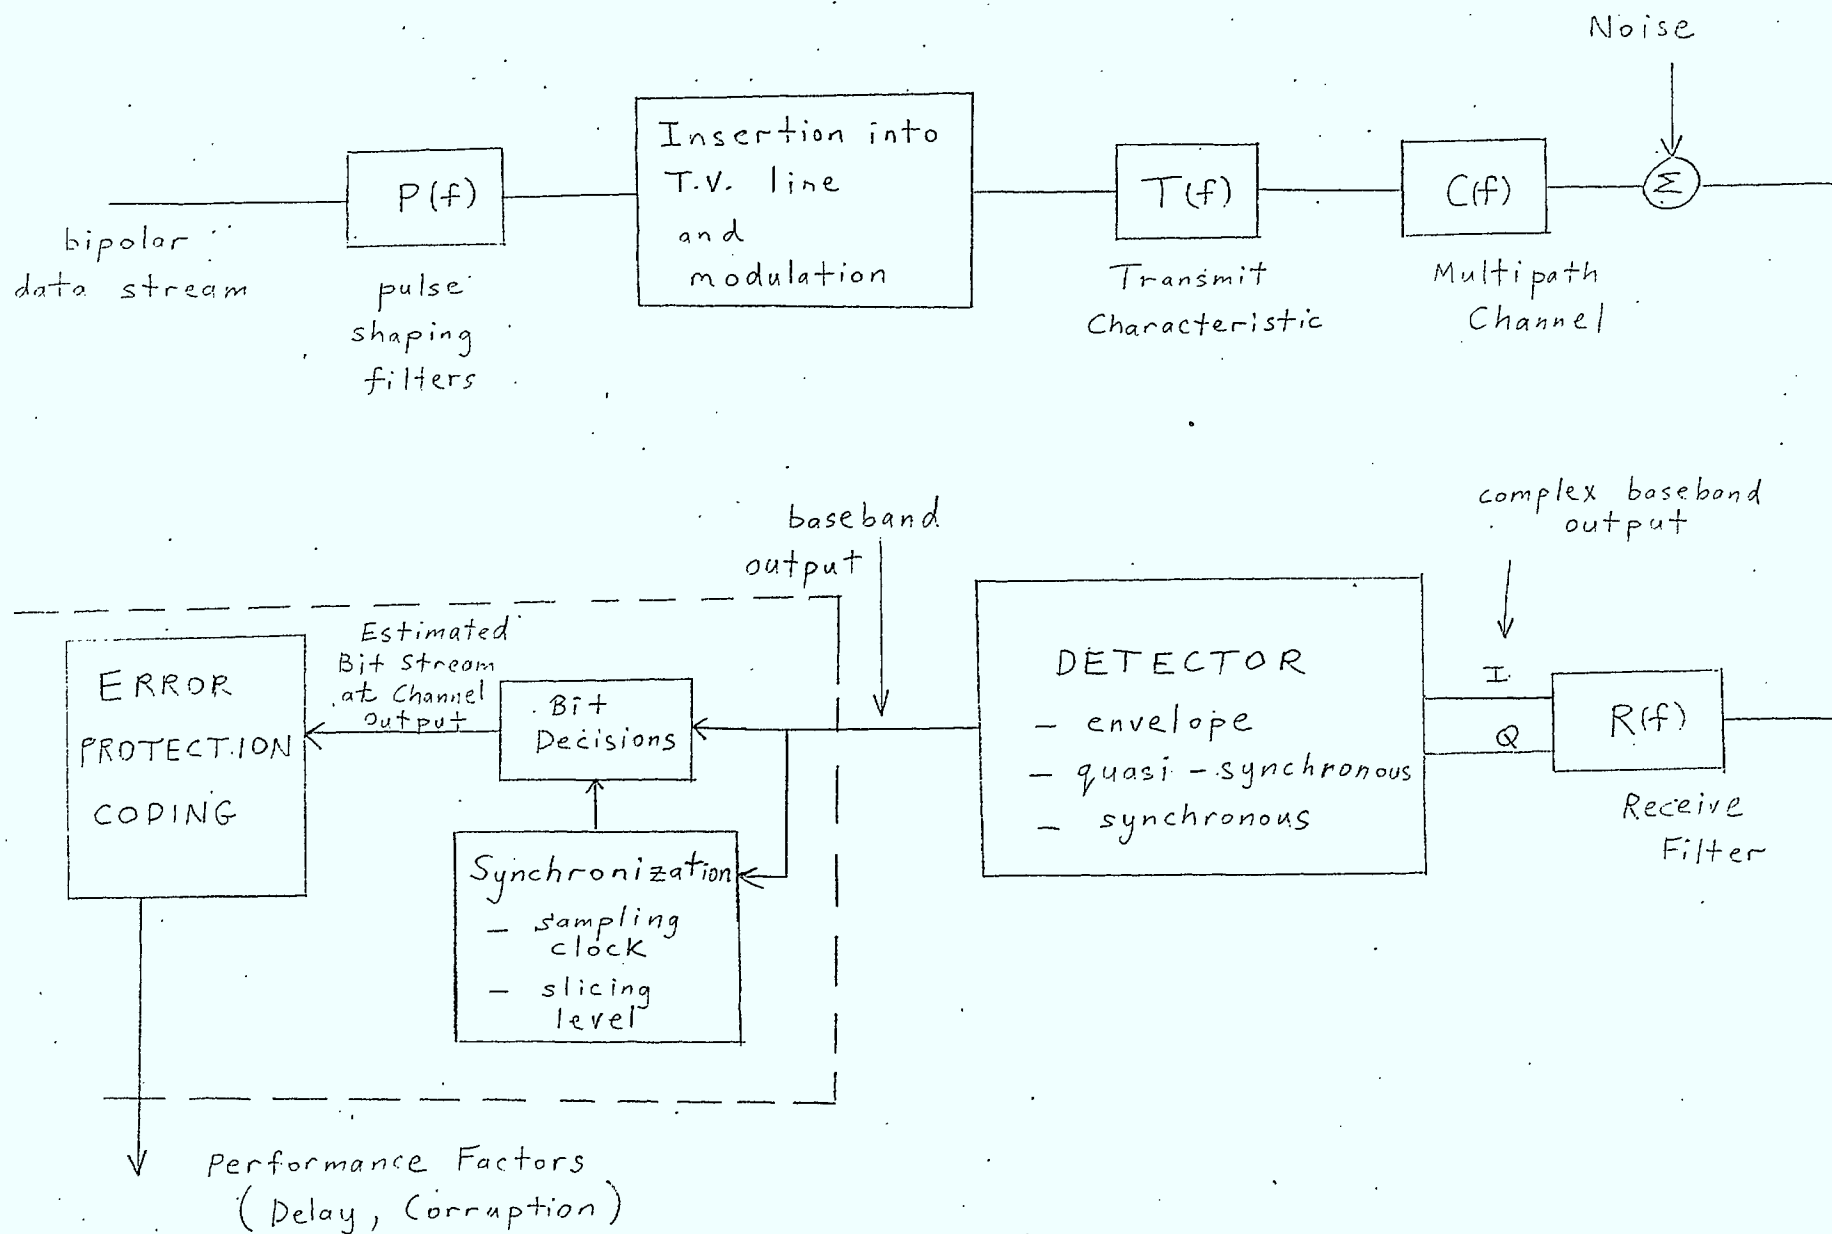 Noise
Insertion into
T.V. line
and
modulation
P(f)
T(f)
C(f)
Σ
bipolar
data stream
pulse
shaping
filters
Transmit
Characteristic
Multipath
Channel
complex baseband
output
baseband
output
Estimated
Bit Stream
at Channel
Output
ERROR
PROTECTION
CODING
Bit
Decisions
DETECTOR
- envelope
- quasi-synchronous
- synchronous
I
Q
R(f)
Receive
Filter
Synchronization
- sampling
clock
- slicing
level
Performance Factors
(Delay, Corruption)